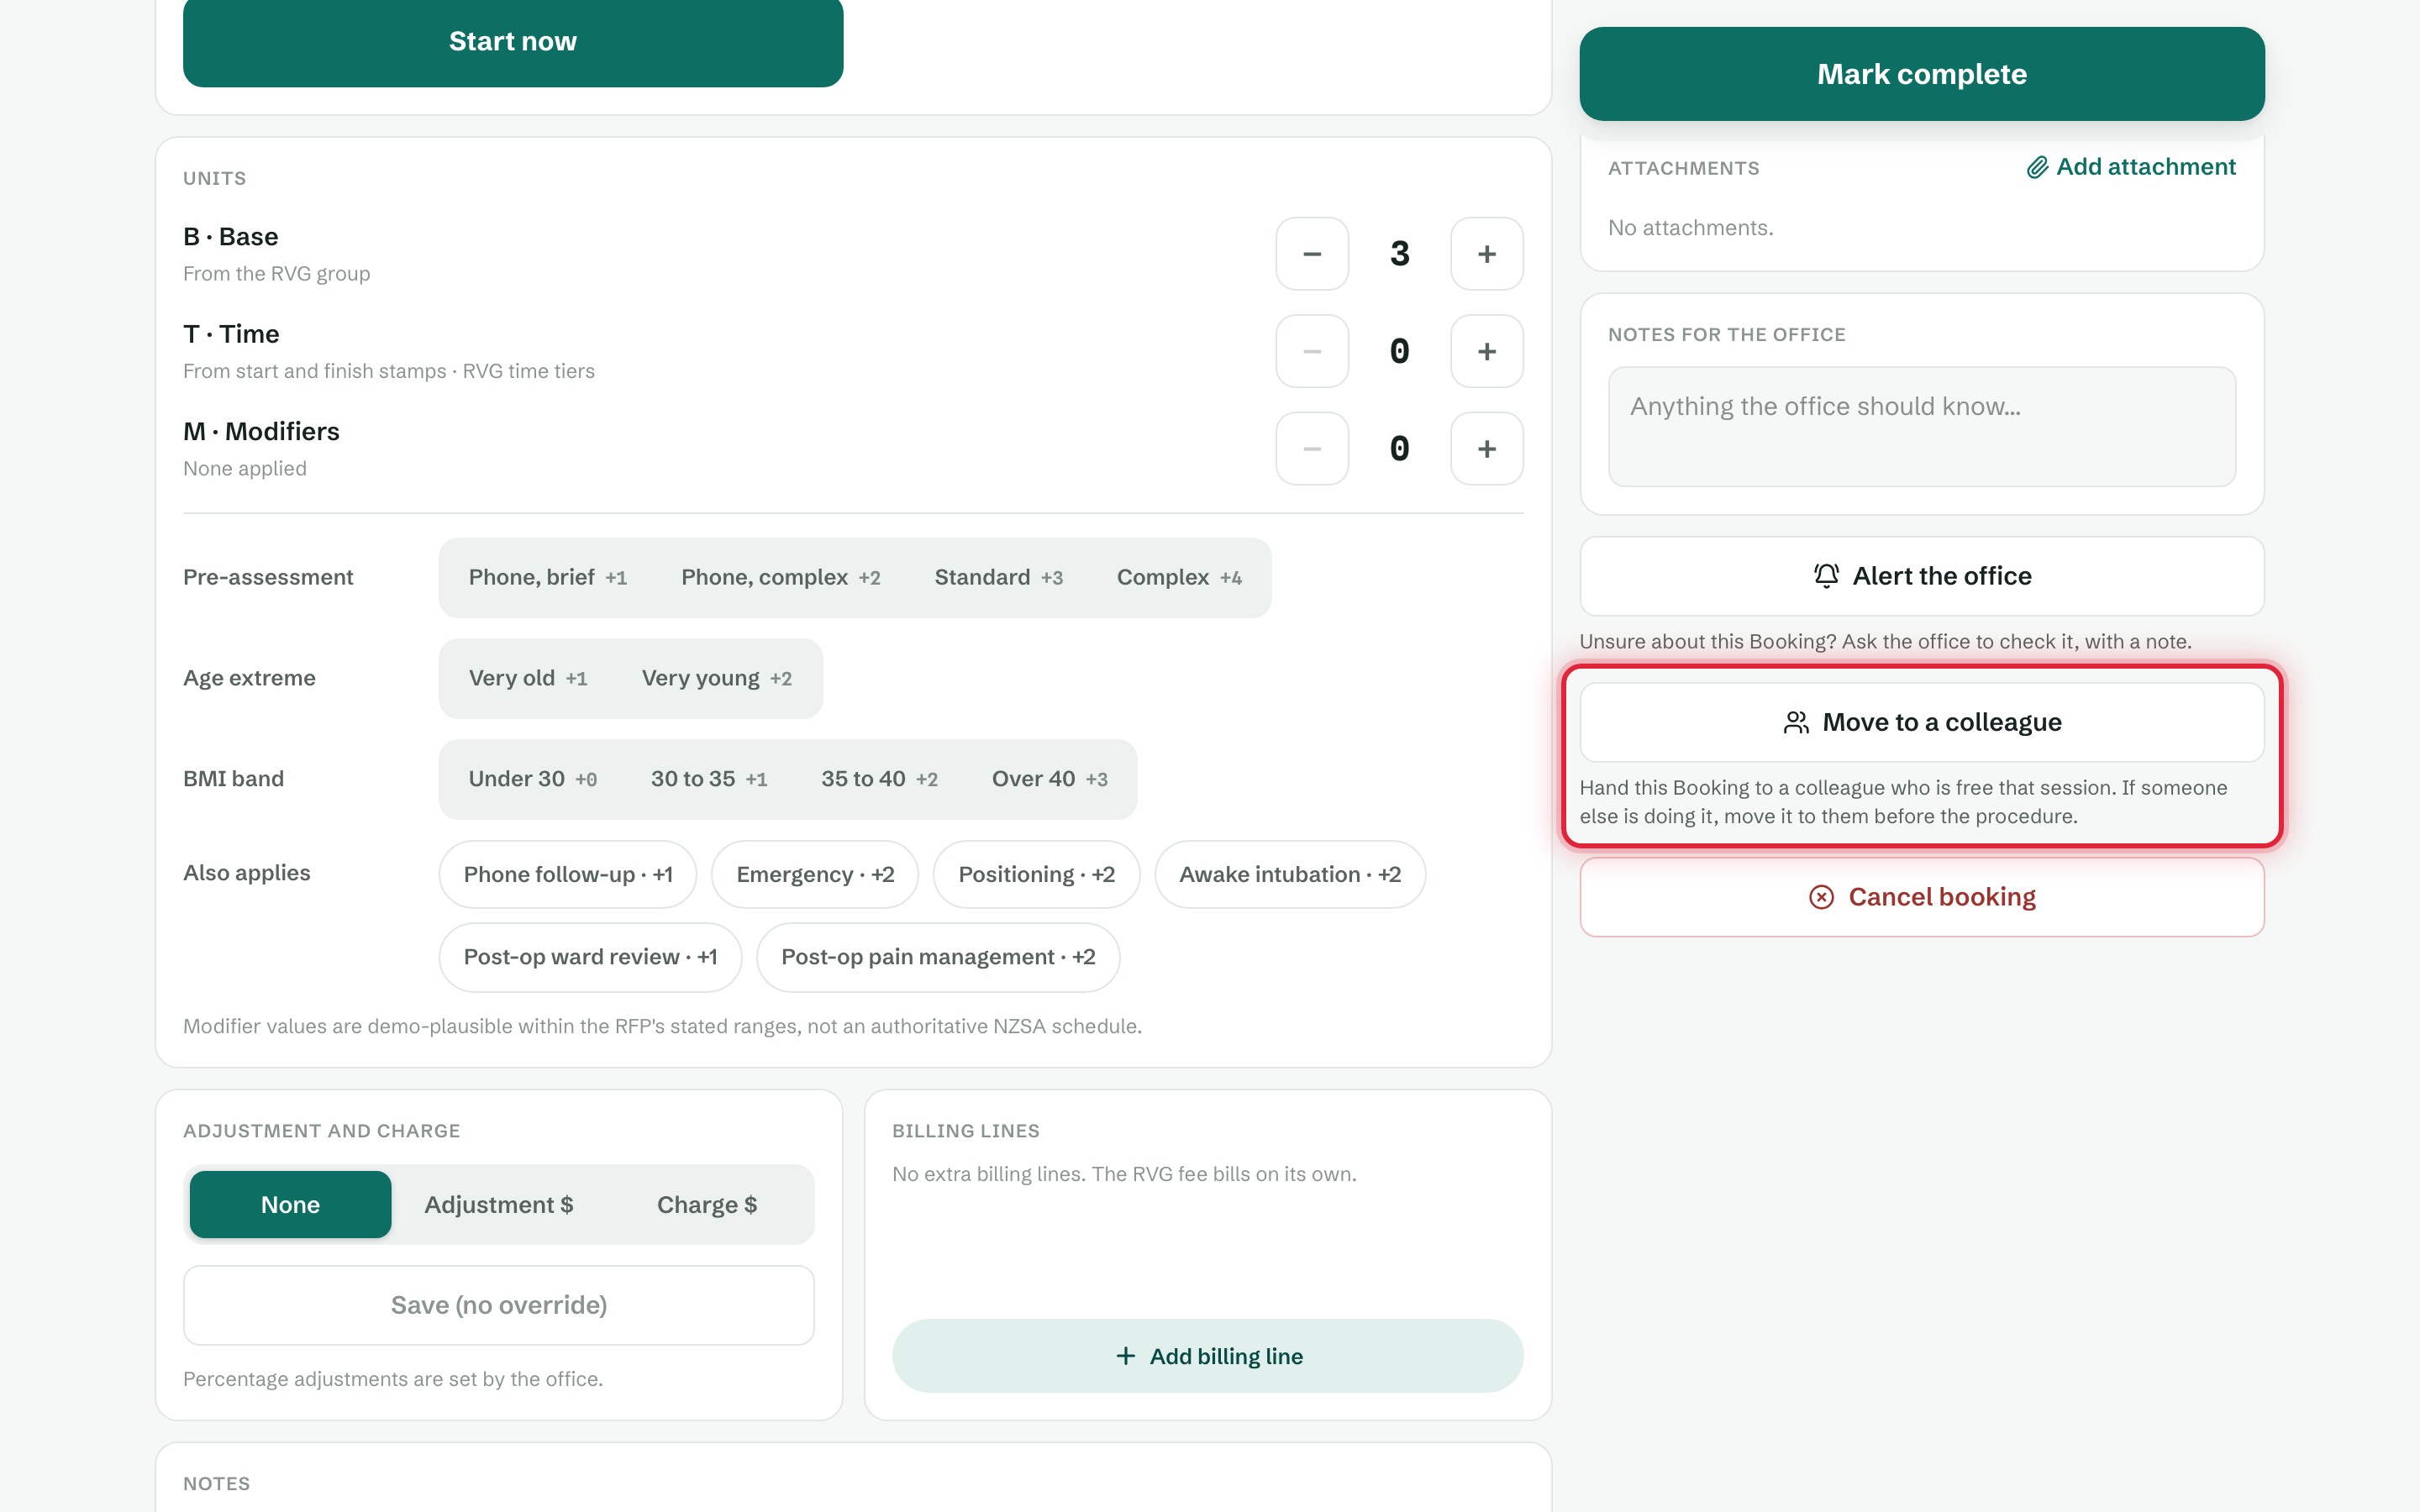 Start now
UNITS
B · Base
From the RVG group
− 3 +
T · Time
From start and finish stamps · RVG time tiers
− 0 +
M · Modifiers
None applied
− 0 +
Pre-assessment
Phone, brief +1 Phone, complex +2 Standard +3 Complex +4
Age extreme
Very old +1 Very young +2
BMI band
Under 30 +0 30 to 35 +1 35 to 40 +2 Over 40 +3
Also applies
Phone follow-up · +1 Emergency · +2 Positioning · +2 Awake intubation · +2
Post-op ward review · +1 Post-op pain management · +2
Modifier values are demo-plausible within the RFP's stated ranges, not an authoritative NZSA schedule.
ADJUSTMENT AND CHARGE
None Adjustment $ Charge $
Save (no override)
Percentage adjustments are set by the office.
BILLING LINES
No extra billing lines. The RVG fee bills on its own.
+ Add billing line
NOTES
Mark complete
ATTACHMENTS Add attachment
No attachments.
NOTES FOR THE OFFICE
Anything the office should know...
Alert the office
Unsure about this Booking? Ask the office to check it, with a note.
Move to a colleague
Hand this Booking to a colleague who is free that session. If someone
else is doing it, move it to them before the procedure.
Cancel booking